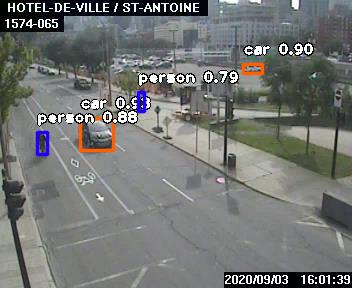 HOTEL-DE-VILLE / ST-ANTOINE
1574-065
car 0.90
person 0.79
car 0.93
person 0.88
2020/09/03 16:01:39